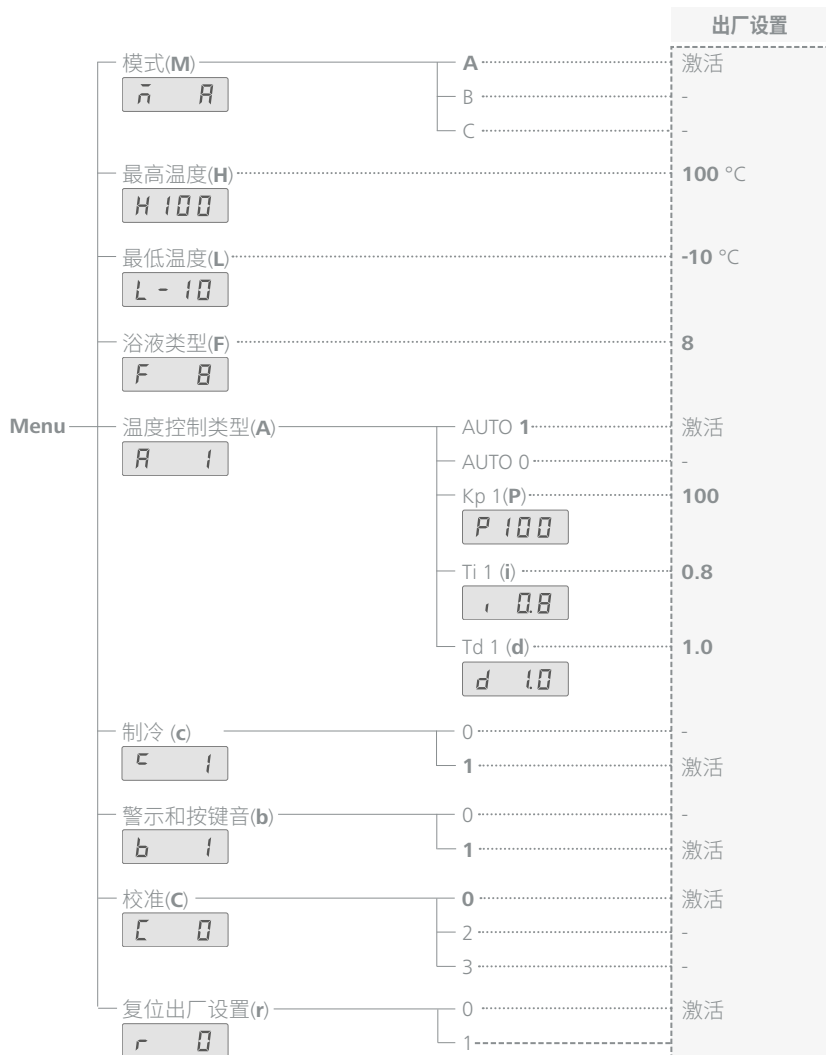 出厂设置
模式(M) A 激活
m̄ A B -
C -
最高温度(H) 100 °C
H 100
最低温度(L) -10 °C
L - 10
浴液类型(F) 8
F 8
Menu 温度控制类型(A) AUTO 1 激活
A 1 AUTO 0 -
Kp 1(P) 100
P 100
Ti 1 (i) 0.8
i 0.8
Td 1 (d) 1.0
d 1.0
制冷 (c) 0 -
c 1 1 激活
警示和按键音(b) 0 -
b 1 1 激活
校准(C) 0 激活
C 0 2 -
3 -
复位出厂设置(r) 0 激活
r 0 1